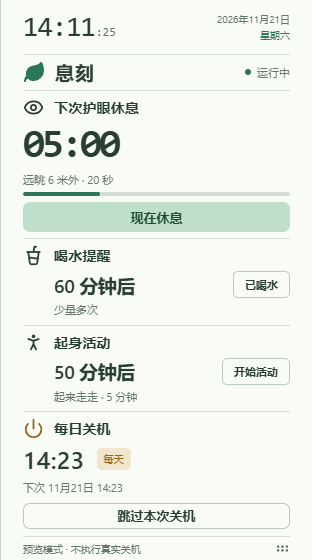 14:11:25
2026年11月21日
星期六
息刻
运行中
下次护眼休息
05:00
远眺 6 米外 · 20 秒
现在休息
喝水提醒
60 分钟后
已喝水
少量多次
起身活动
50 分钟后
开始活动
起来走走 · 5 分钟
每日关机
14:23 每天
下次 11月21日 14:23
跳过本次关机
预览模式 · 不执行真实关机